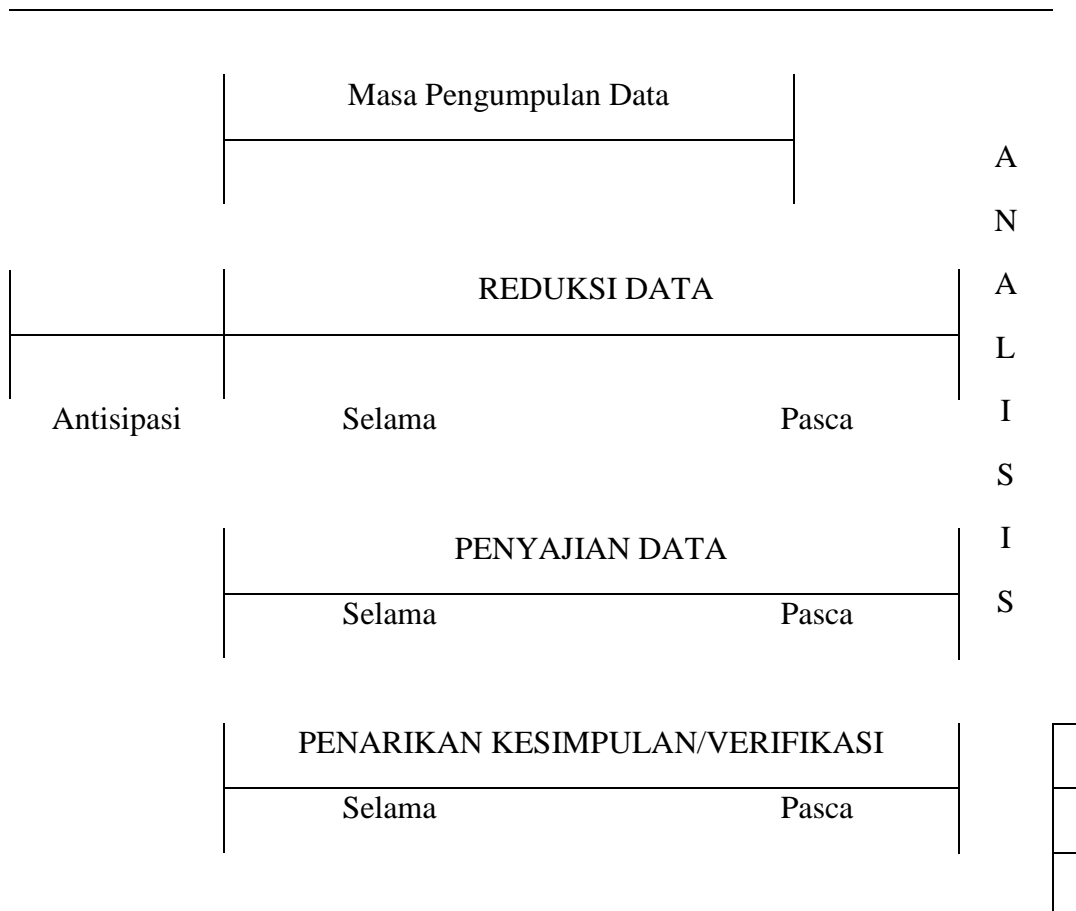 Masa Pengumpulan Data
REDUKSI DATA
Antisipasi Selama Pasca
PENYAJIAN DATA
Selama Pasca
PENARIKAN KESIMPULAN/VERIFIKASI
Selama Pasca
A
N
A
L
I
S
I
S